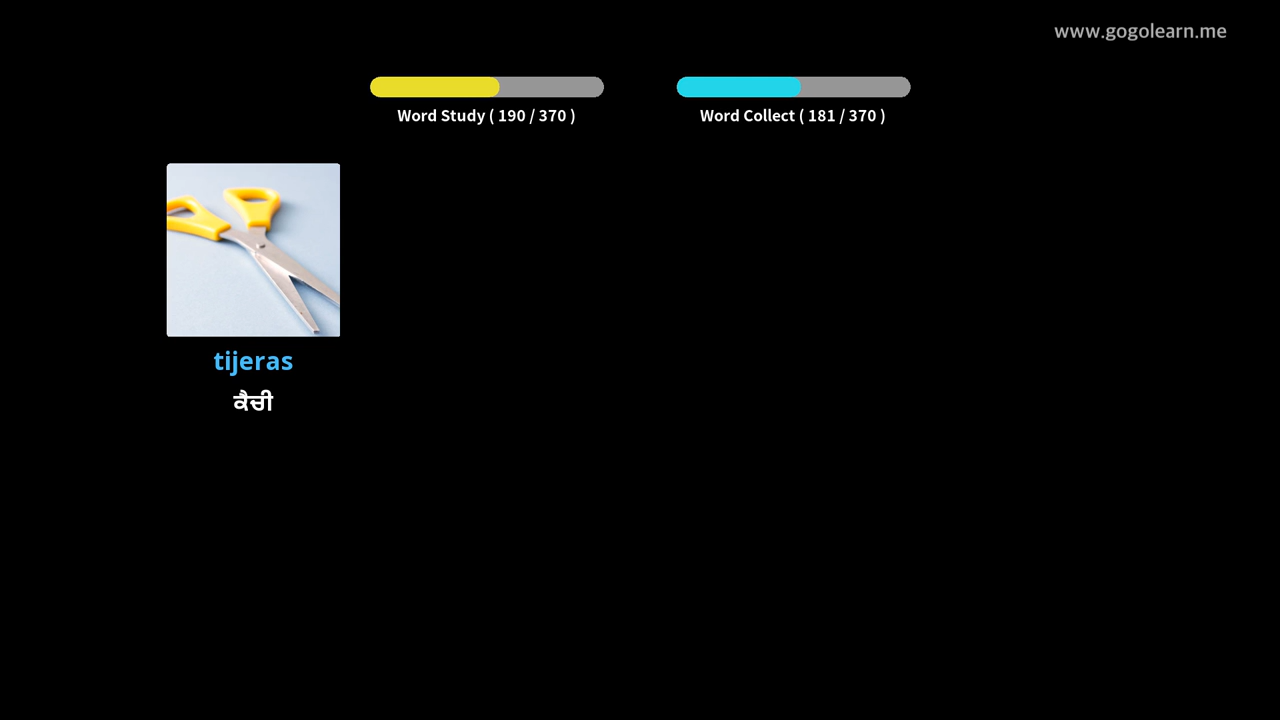 www.gogolearn.me
Word Study ( 190 / 370 )
Word Collect ( 181 / 370 )
tijeras
ਕੈਚੀ